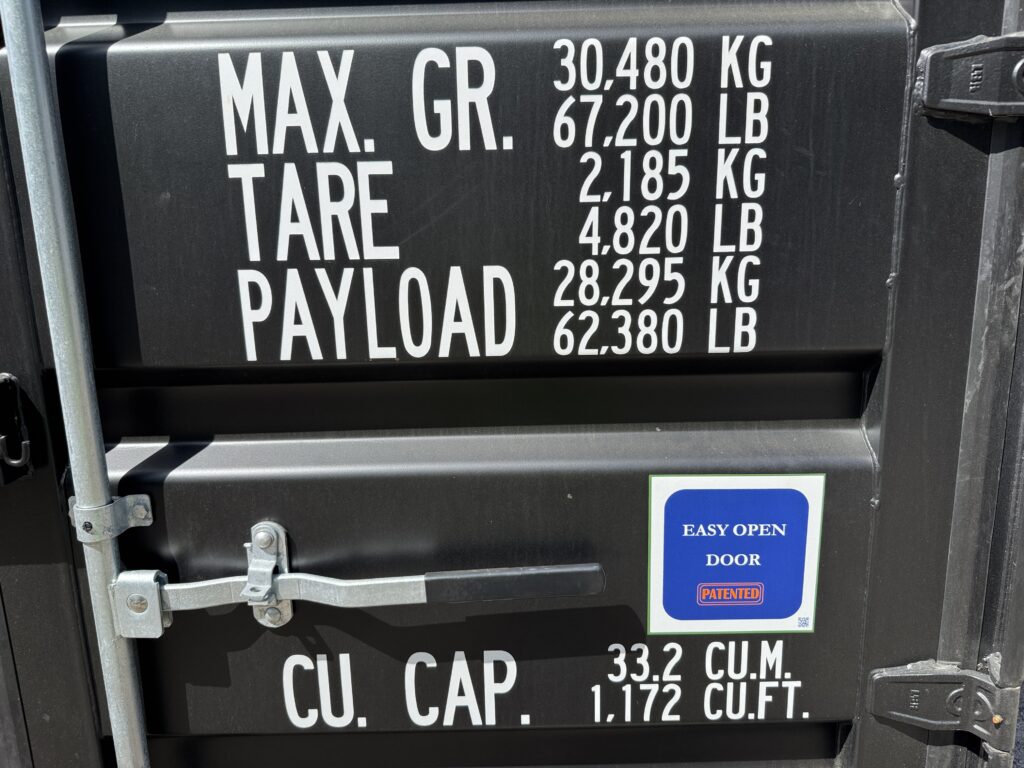 MAX. GR. 30,480 KG
67,200 LB
TARE 2,185 KG
4,820 LB
PAYLOAD 28,295 KG
62,380 LB
EASY OPEN
DOOR
PATENTED
CU. CAP. 33.2 CU.M.
1,172 CU.FT.